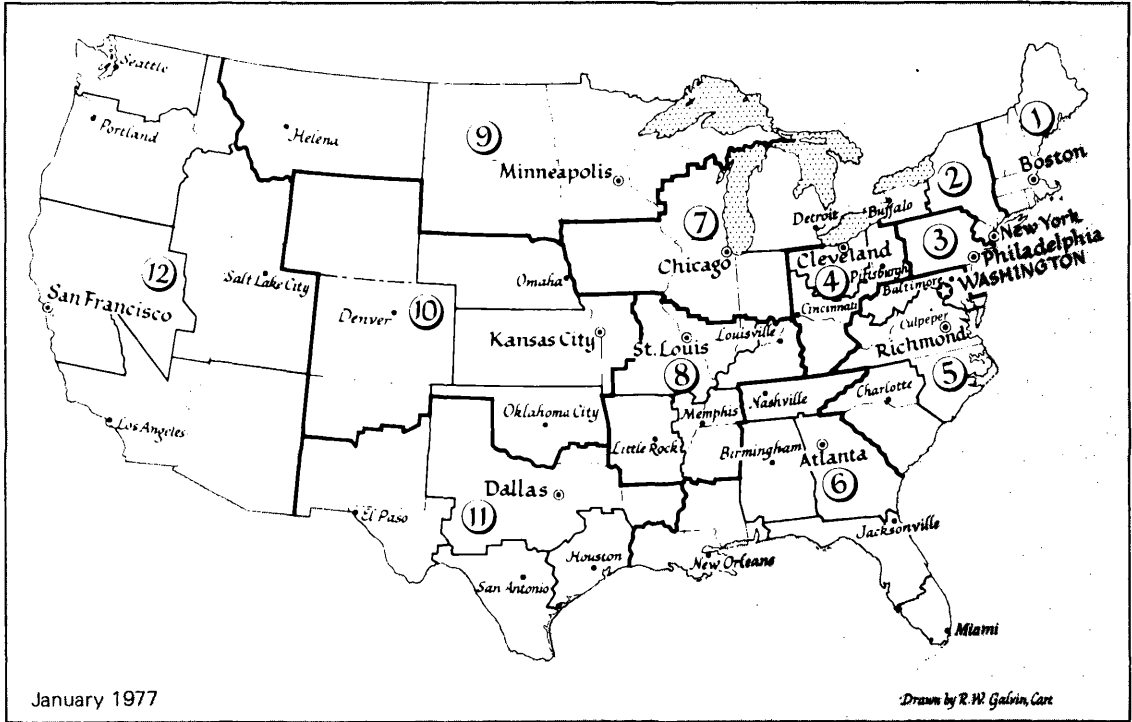 Seattle
Portland
Helena
9
Minneapolis
1
Boston
2
Buffalo
Detroit
7
3
New York
Philadelphia
WASHINGTON
Cleveland
Chicago
4
Pittsburgh
Baltimore
Cincinnati
12
Salt Lake City
San Francisco
Omaha
Denver
10
Kansas City
St. Louis
Louisville
Culpeper
Richmond
8
5
Charlotte
Nashville
Memphis
Oklahoma City
Little Rock
Birmingham
Atlanta
6
Los Angeles
Dallas
11
El Paso
Houston
San Antonio
New Orleans
Jacksonville
Miami
January 1977
Drawn by R.W. Galvin, Cart